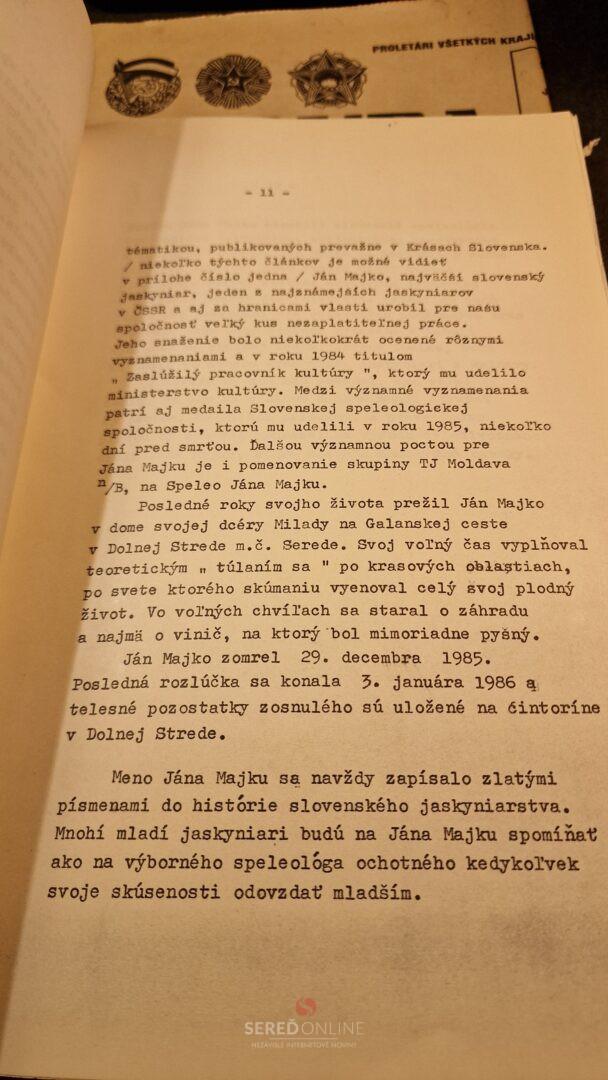 PROLETÁRI VŠETKÝCH KRAJÍ
- 11 -
tématikou, publikovaných prevažne v Krásach Slovenska.
/ niekoľko týchto článkov je možné vidieť
v prílohe číslo jedna / Ján Majko, najväčší slovenský
jaskyniar, jeden z najznámejších jaskyniarov
v ČSSR a aj za hranicami vlasti urobil pre našu
spoločnosť veľký kus nezaplatiteľnej práce.
Jeho snaženie bolo niekoľkokrát ocenené rôznymi
vyznamenaniami a v roku 1984 titulom
„ Zaslúžilý pracovník kultúry ", ktorý mu udelilo
ministerstvo kultúry. Medzi významné vyznamenania
patrí aj medaila Slovenskej speleologickej
spoločnosti, ktorú mu udelili v roku 1985, niekoľko
dní pred smrťou. Ďalšou významnou poctou pre
Jána Majku je i pomenovanie skupiny TJ Moldava
n/B, na Speleo Jána Majku.
Posledné roky svojho života prežil Ján Majko
v dome svojej dcéry Milady na Galanskej ceste
v Dolnej Strede m.č. Serede. Svoj voľný čas vyplňoval
teoretickým „ túlaním sa " po krasových oblastiach,
po svete ktorého skúmaniu vyenoval celý svoj plodný
život. Vo voľných chvíľach sa staral o záhradu
a najmä o vinič, na ktorý bol mimoriadne pyšný.
Ján Majko zomrel 29. decembra 1985.
Posledná rozlúčka sa konala 3. januára 1986 a
telesné pozostatky zosnulého sú uložené na cintoríne
v Dolnej Strede.
Meno Jána Majku sa navždy zapísalo zlatými
písmenami do histórie slovenského jaskyniarstva.
Mnohí mladí jaskyniari budú na Jána Majku spomínať
ako na výborného speleológa ochotného kedykoľvek
svoje skúsenosti odovzdať mladším.
SEREĎONLINE
NEZÁVISLÉ INTERNETOVÉ NOVINY